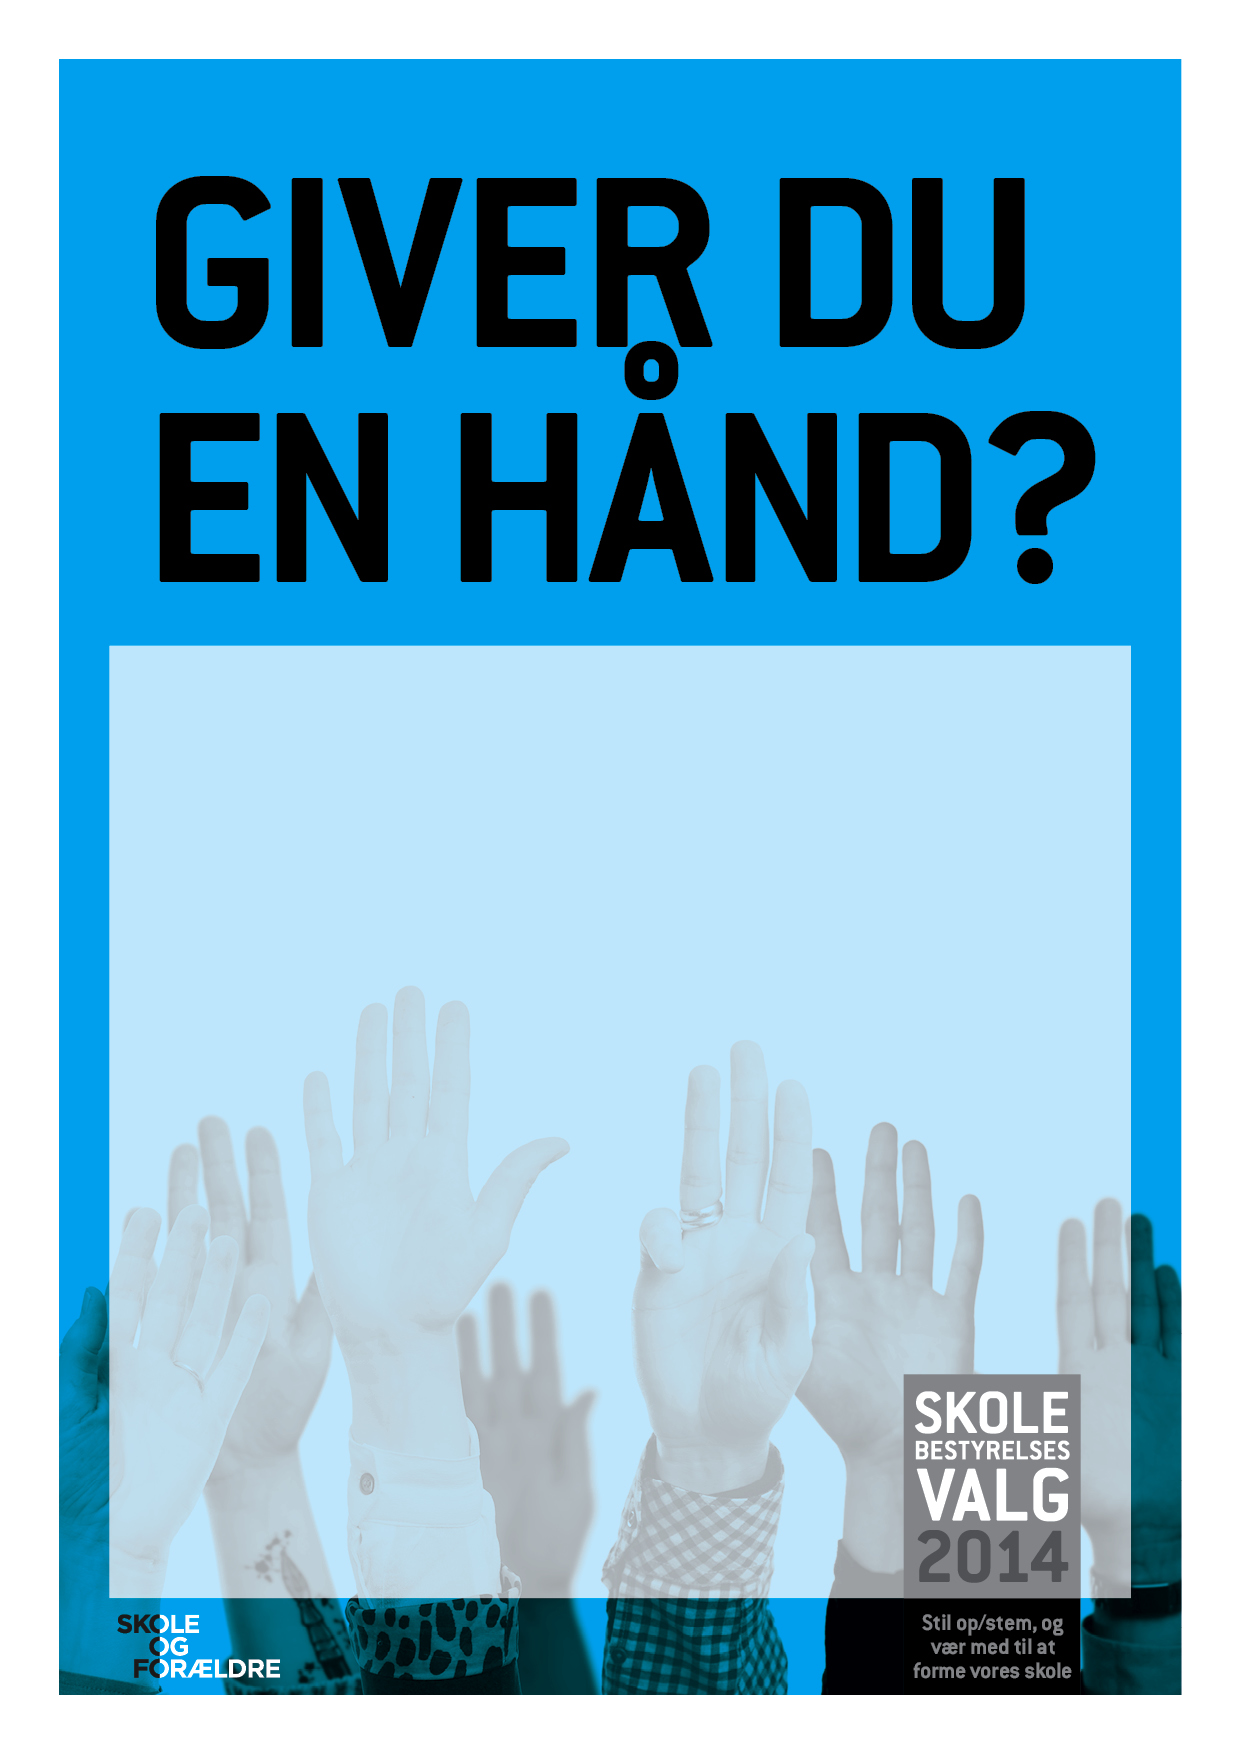 GIVER DU
EN HÅND?
SKOLE
BESTYRELSES
VALG
2014
SKOLE
OG
FORÆLDRE
Stil op/stem, og
vær med til at
forme vores skole